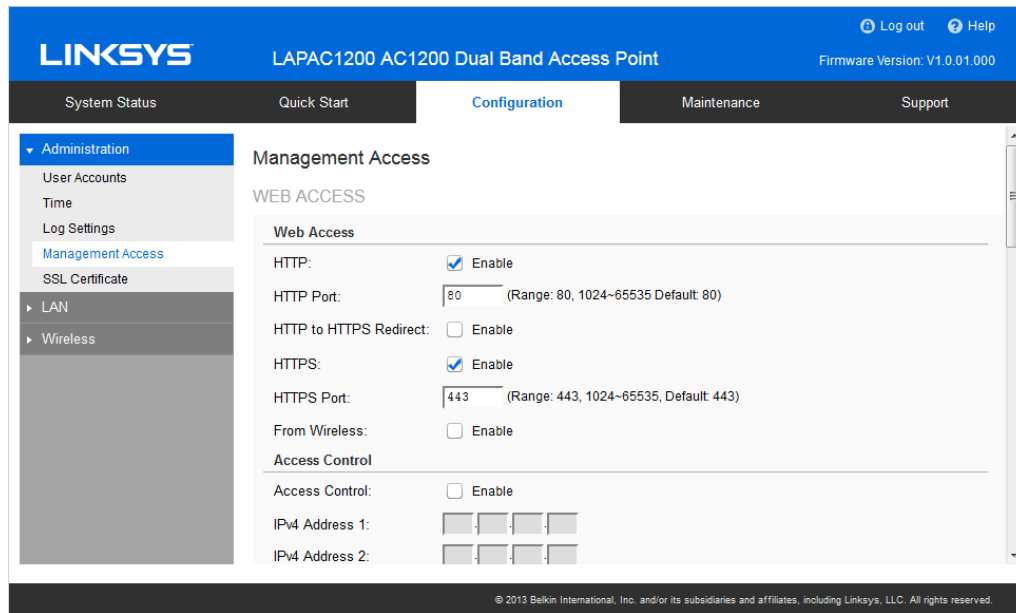 Log out Help
LINKSYS LAPAC1200 AC1200 Dual Band Access Point Firmware Version: V1.0.01.000
System Status Quick Start Configuration Maintenance Support
Administration
User Accounts
Time
Log Settings
Management Access
SSL Certificate
LAN
Wireless
Management Access
WEB ACCESS
Web Access
HTTP: Enable
HTTP Port: 80 (Range: 80, 1024~65535 Default: 80)
HTTP to HTTPS Redirect: Enable
HTTPS: Enable
HTTPS Port: 443 (Range: 443, 1024~65535, Default: 443)
From Wireless: Enable
Access Control
Access Control: Enable
IPv4 Address 1: . . .
IPv4 Address 2: . . .
© 2013 Belkin International, Inc. and/or its subsidiaries and affiliates, including Linksys, LLC. All rights reserved.